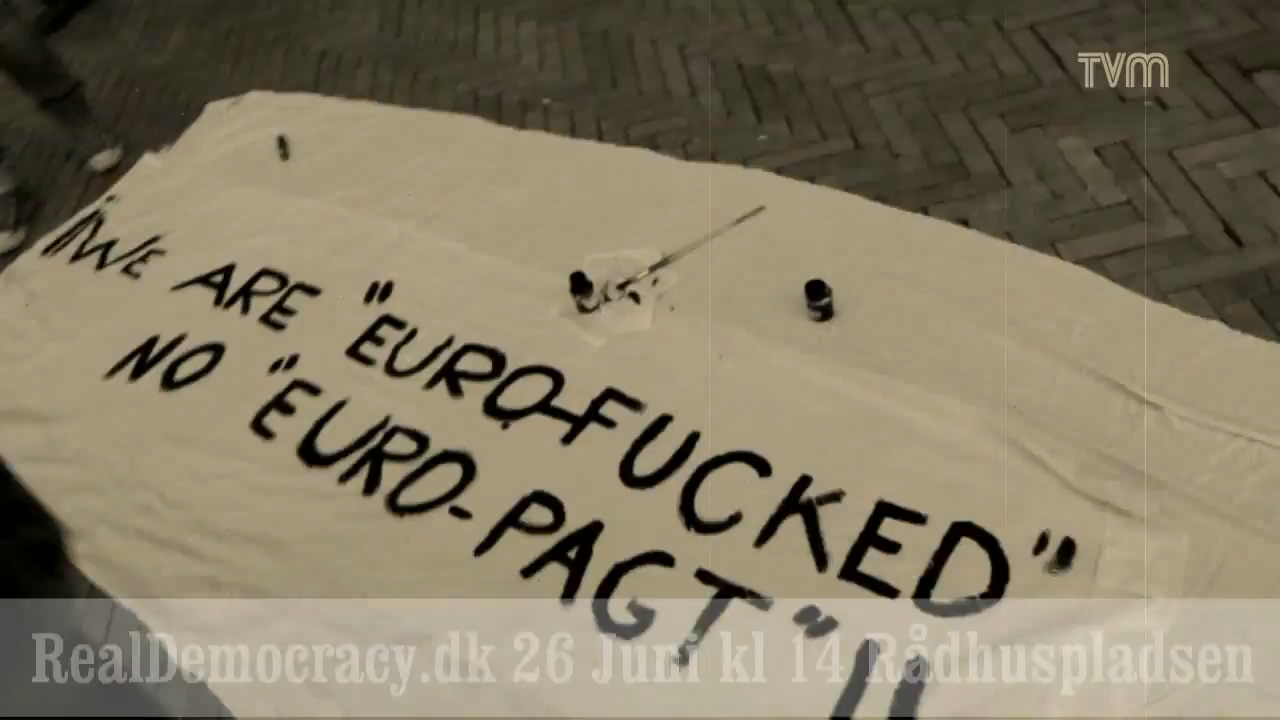 TVM
¡WE ARE "EURO-FUCKED"
NO "EURO-PAGT"!!
RealDemocracy.dk 26 Juni kl 14 Rådhuspladsen